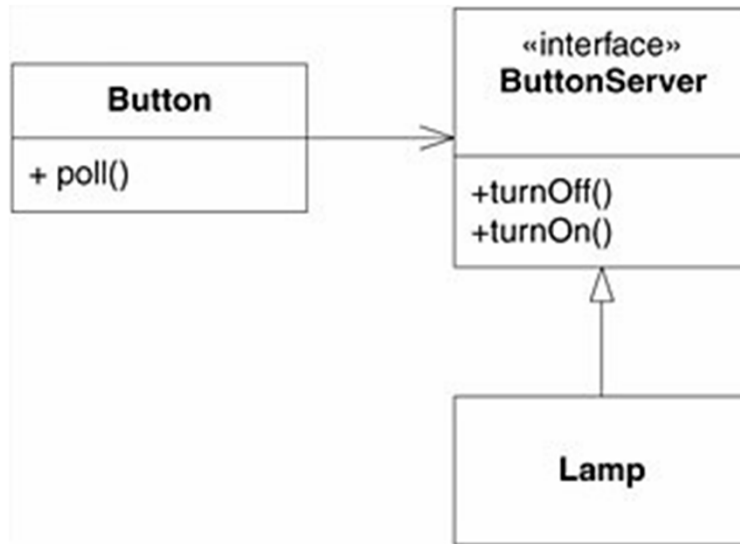 Button
+ poll()
«interface»
ButtonServer
+turnOff()
+turnOn()
Lamp